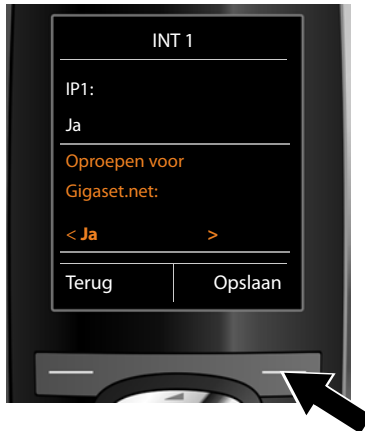 INT 1
IP1:
Ja
Oproepen voor
Gigaset.net:
< Ja >
Terug Opslaan